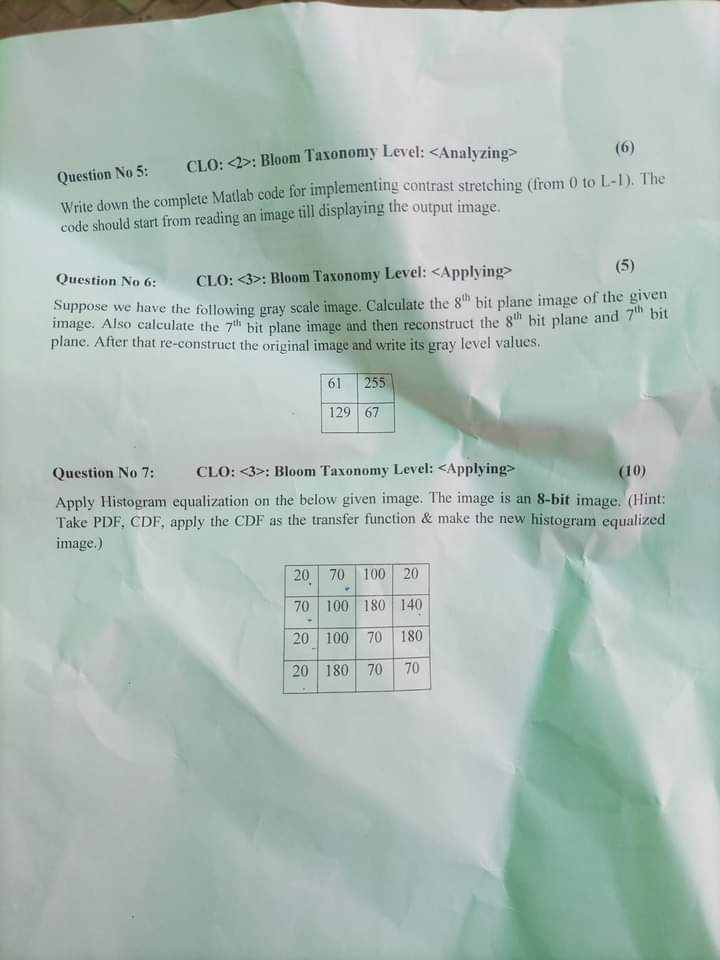 Question No 5: CLO: <2>: Bloom Taxonomy Level: <Analyzing> (6)
Write down the complete Matlab code for implementing contrast stretching (from 0 to L-1). The
code should start from reading an image till displaying the output image.
Question No 6: CLO: <3>: Bloom Taxonomy Level: <Applying> (5)
Suppose we have the following gray scale image. Calculate the 8th bit plane image of the given
image. Also calculate the 7th bit plane image and then reconstruct the 8th bit plane and 7th bit
plane. After that re-construct the original image and write its gray level values.
61 255
129 67
Question No 7: CLO: <3>: Bloom Taxonomy Level: <Applying> (10)
Apply Histogram equalization on the below given image. The image is an 8-bit image. (Hint:
Take PDF, CDF, apply the CDF as the transfer function & make the new histogram equalized
image.)
20 70 100 20
70 100 180 140
20 100 70 180
20 180 70 70